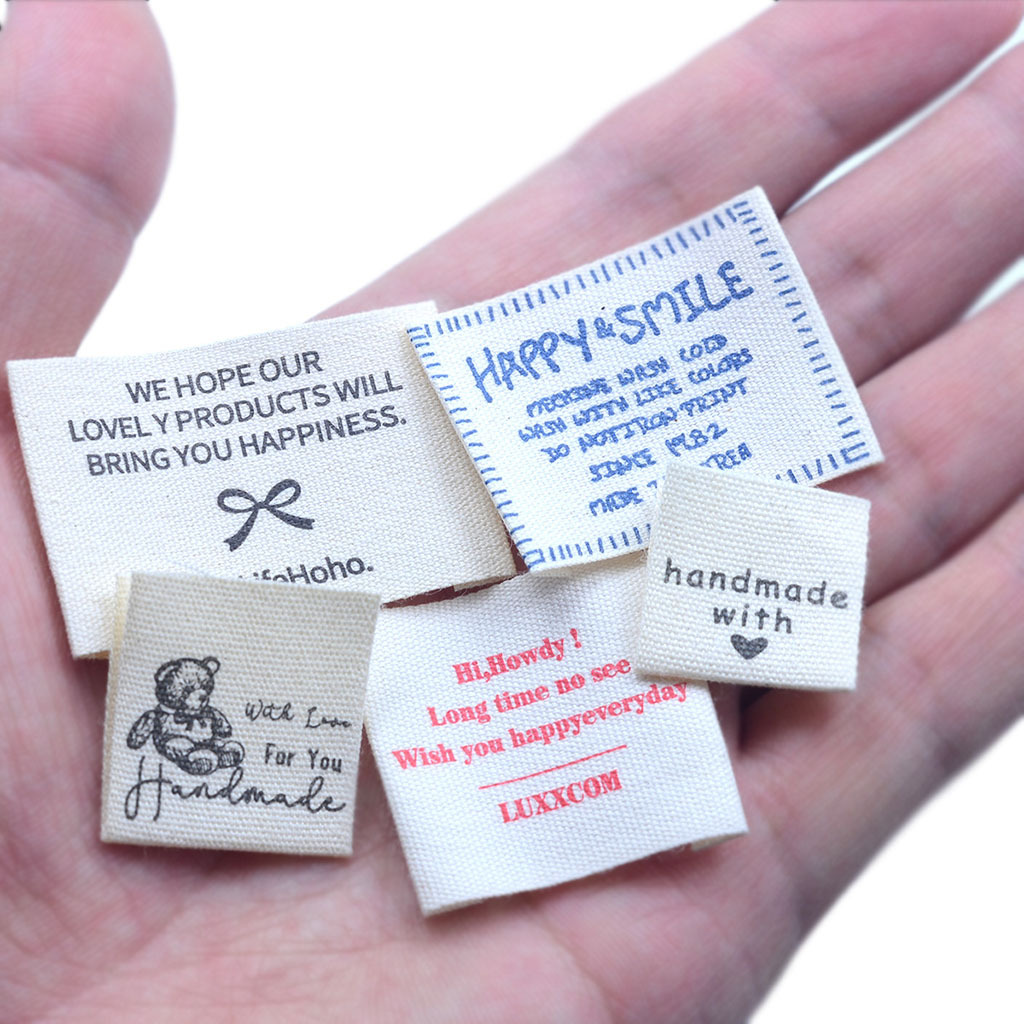 WE HOPE OUR
LOVELY PRODUCTS WILL
BRING YOU HAPPINESS.
HAPPY & SMILE
WASH COLD
WASH WITH LIKE COLORS
DO NOT IRON PRINT
SINCE 1982
MADE
handmade
with
With Love
For You
Handmade
Hi,Howdy !
Long time no see
Wish you happyeveryday
LUXXCOM